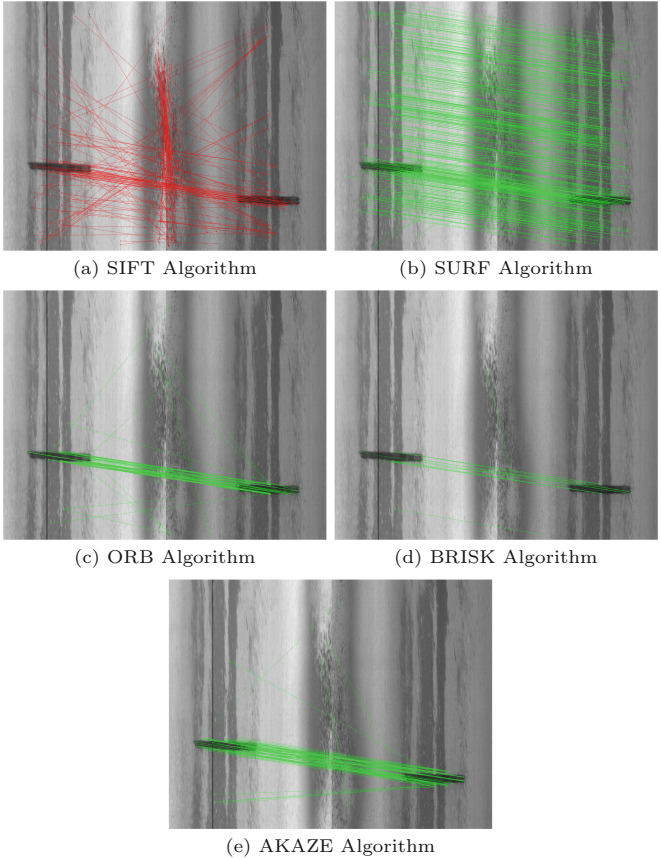 (a) SIFT Algorithm
(b) SURF Algorithm
(c) ORB Algorithm
(d) BRISK Algorithm
(e) AKAZE Algorithm